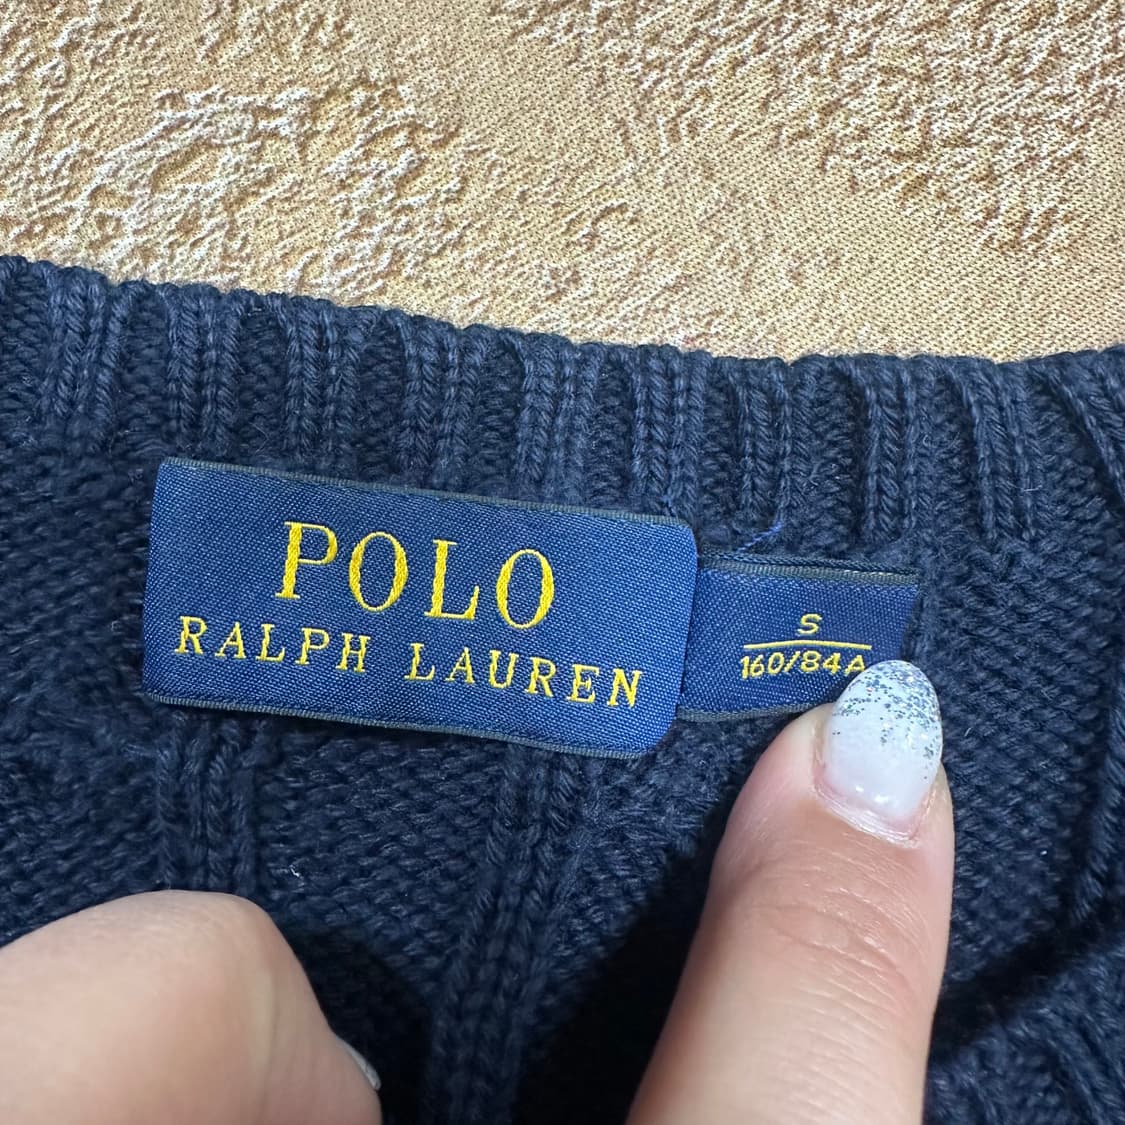 POLO
RALPH LAUREN
S
160/84A